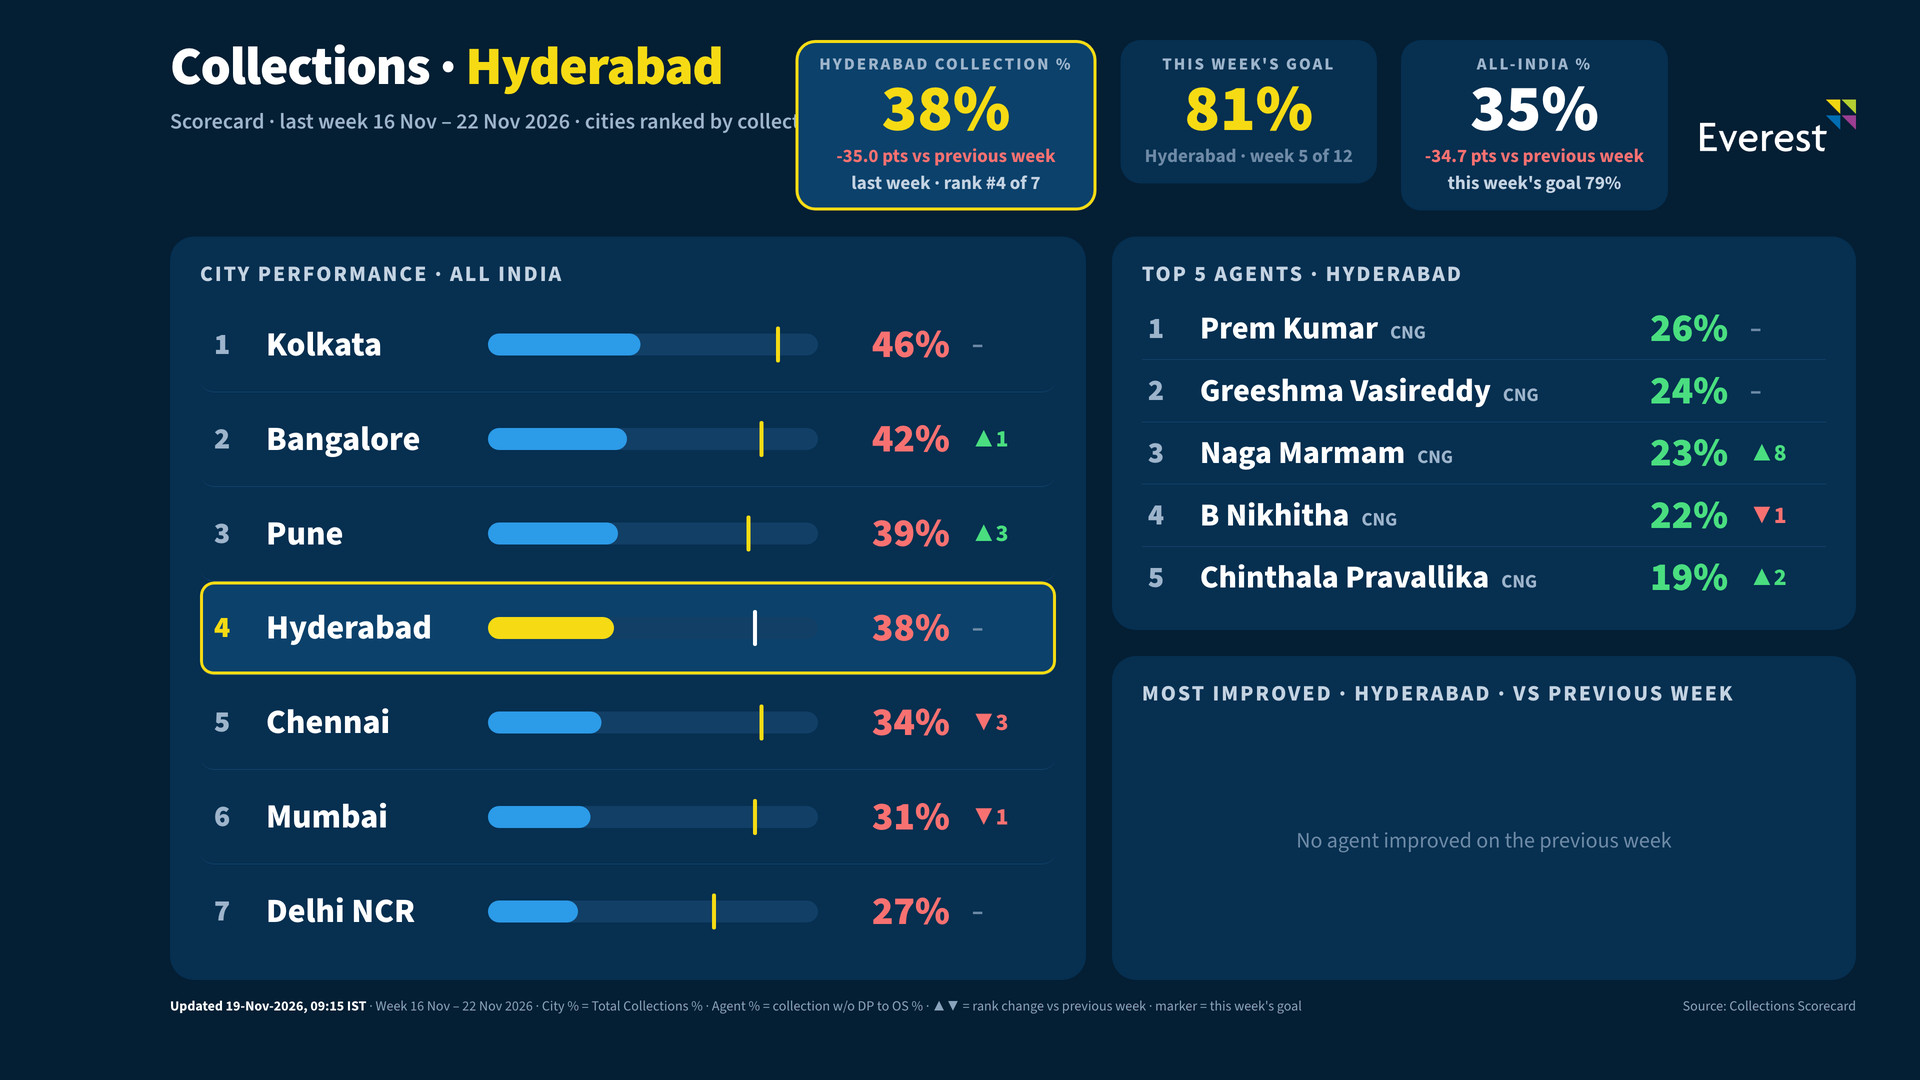 Collections · Hyderabad
Scorecard · last week 16 Nov – 22 Nov 2026 · cities ranked by collect
HYDERABAD COLLECTION %
38%
-35.0 pts vs previous week
last week · rank #4 of 7
THIS WEEK'S GOAL
81%
Hyderabad · week 5 of 12
ALL-INDIA %
35%
-34.7 pts vs previous week
this week's goal 79%
Everest
CITY PERFORMANCE · ALL INDIA
1 Kolkata 46% –
2 Bangalore 42% ▲1
3 Pune 39% ▲3
4 Hyderabad 38% –
5 Chennai 34% ▼3
6 Mumbai 31% ▼1
7 Delhi NCR 27% –
TOP 5 AGENTS · HYDERABAD
1 Prem Kumar CNG 26% –
2 Greeshma Vasireddy CNG 24% –
3 Naga Marmam CNG 23% ▲8
4 B Nikhitha CNG 22% ▼1
5 Chinthala Pravallika CNG 19% ▲2
MOST IMPROVED · HYDERABAD · VS PREVIOUS WEEK
No agent improved on the previous week
Updated 19-Nov-2026, 09:15 IST · Week 16 Nov – 22 Nov 2026 · City % = Total Collections % · Agent % = collection w/o DP to OS % · ▲ ▼ = rank change vs previous week · marker = this week's goal
Source: Collections Scorecard